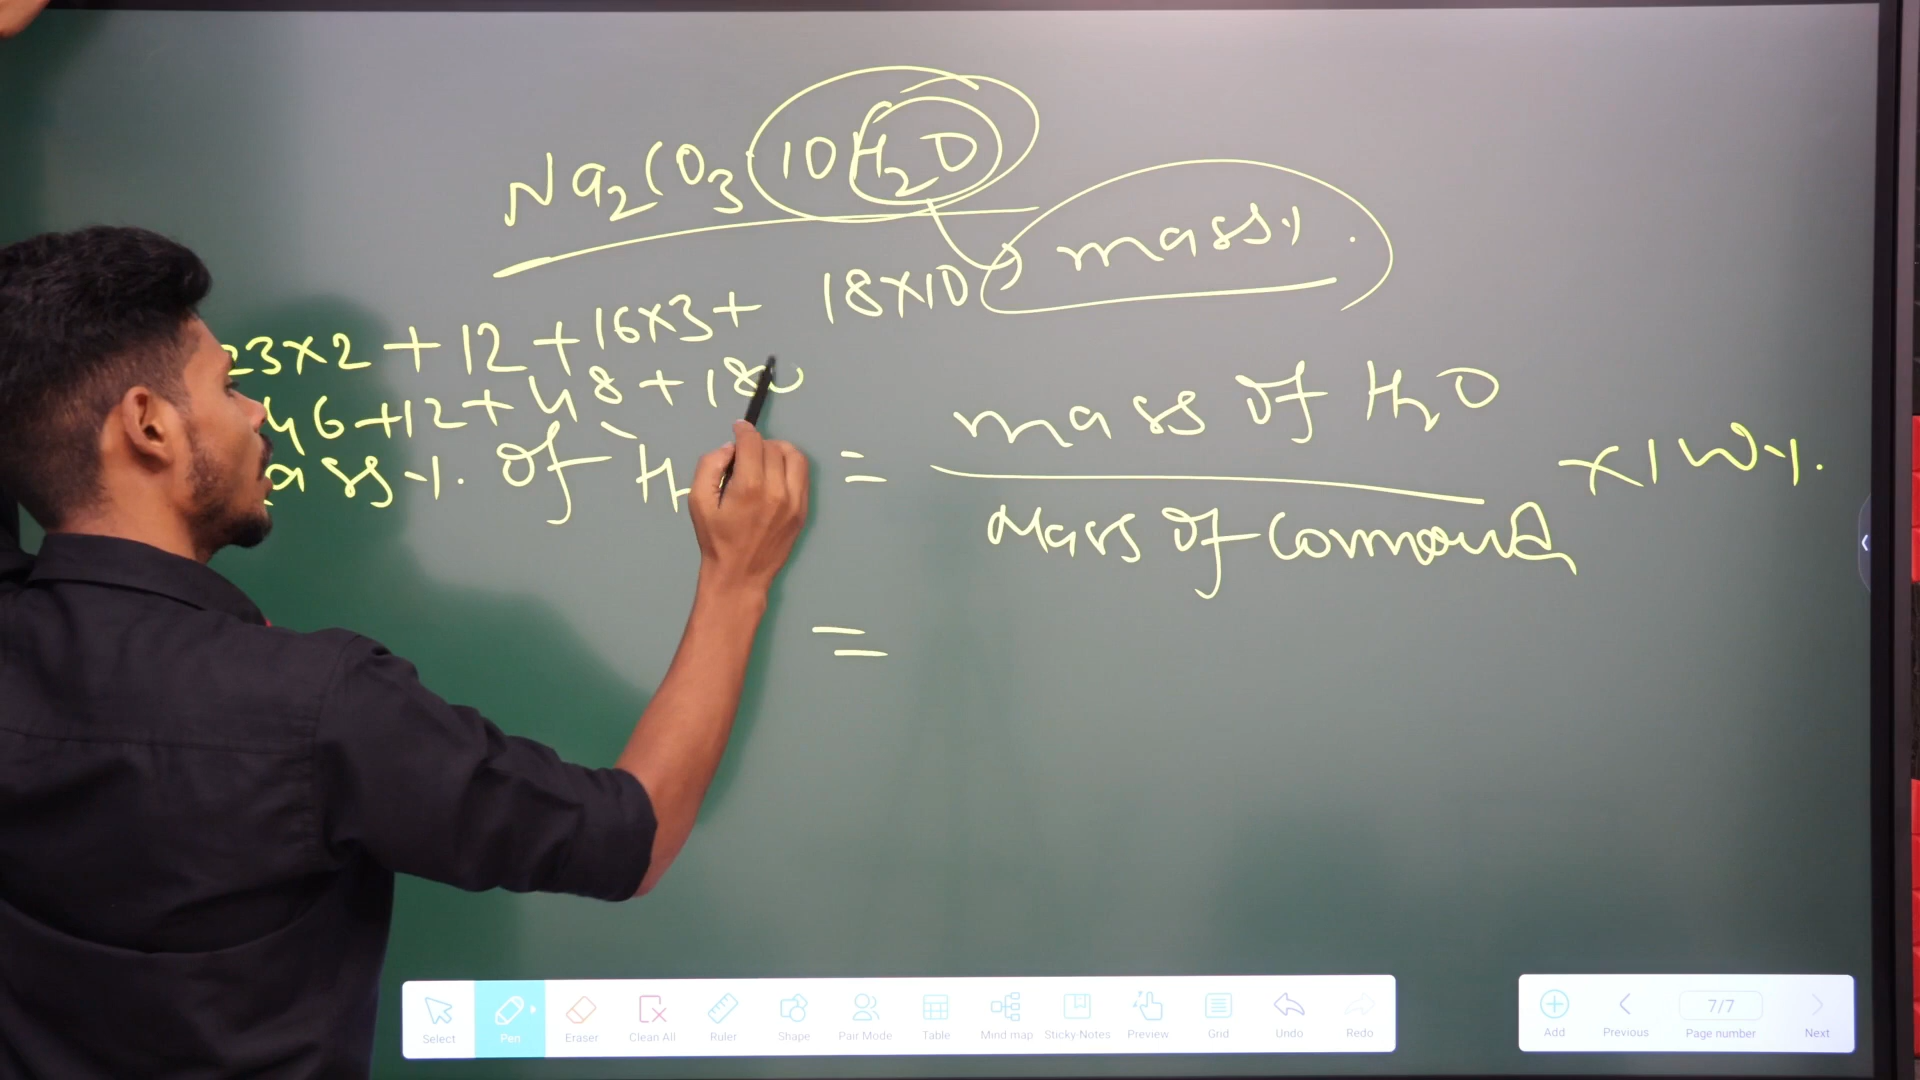 Na₂CO₃.10H₂O
mass%.
23×2+12+16×3+ 18×10
46+12+48+180
ass%. of H = mass of H₂O ×100%.
Mass of Compound
=
Select Pen Eraser Clean All Ruler Shape Pair Mode Table Mind map Sticky Notes Preview Grid Undo Redo Add Previous 7/7 Page number Next